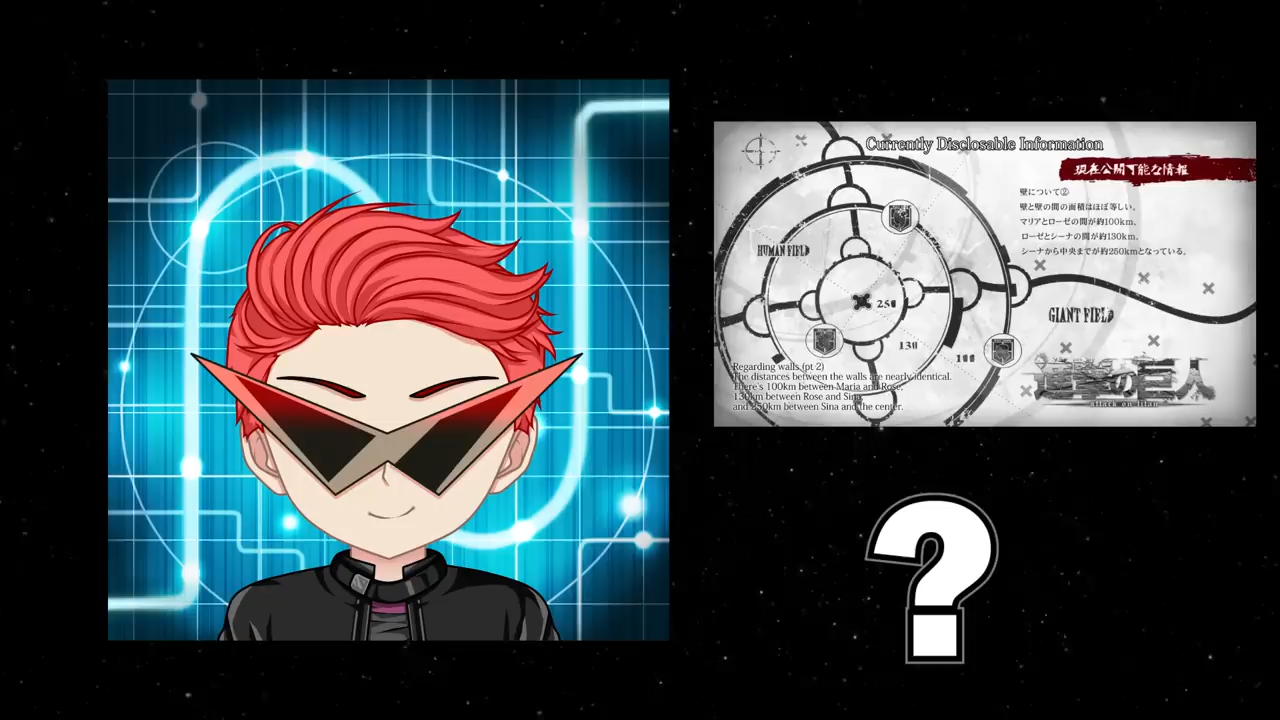 Currently Disclosable Information
現在公開可能な情報
壁について②
壁と壁の間の面積はほぼ等しい。
マリアとローゼの間が約100km、
ローゼとシーナの間が約130km、
シーナから中央までが約250kmとなっている。
HUMAN FIELD
250
GIANT FIELD
130
100
Regarding walls (pt 2)
The distances between the walls are nearly identical.
There's 100km between Maria and Rose,
130km between Rose and Sina,
and 250km between Sina and the center.
進撃の巨人
attack on titan
?